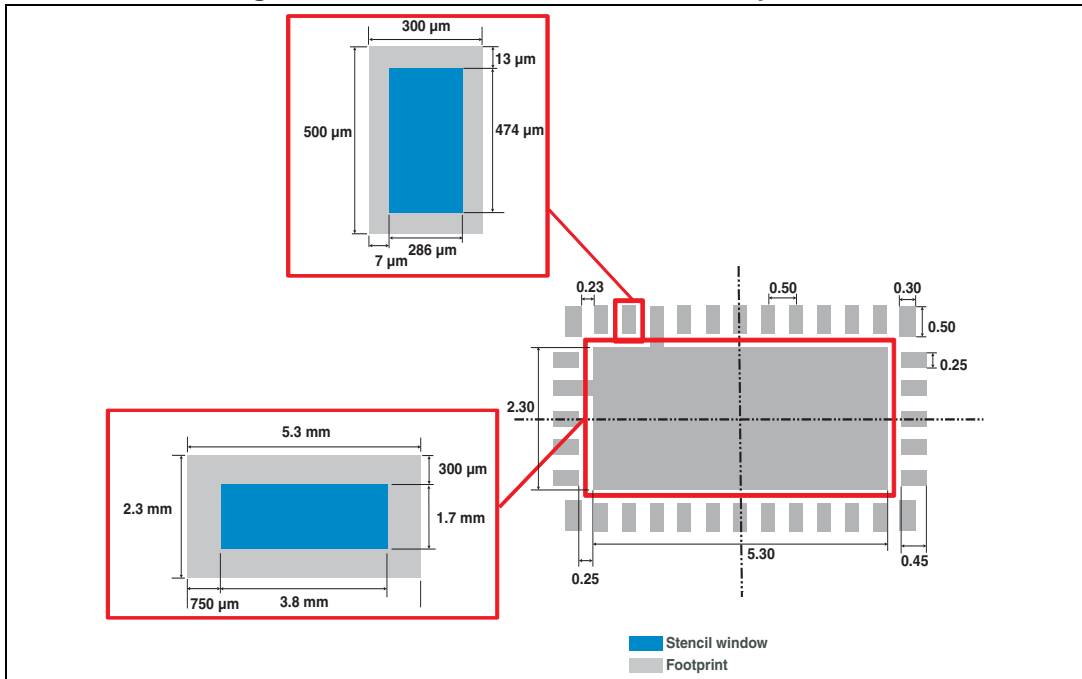 300 µm
13 µm
500 µm
474 µm
286 µm
7 µm
0.23
0.50
0.30
0.50
0.25
2.30
5.3 mm
300 µm
2.3 mm
1.7 mm
750 µm
3.8 mm
5.30
0.45
0.25
Stencil window
Footprint